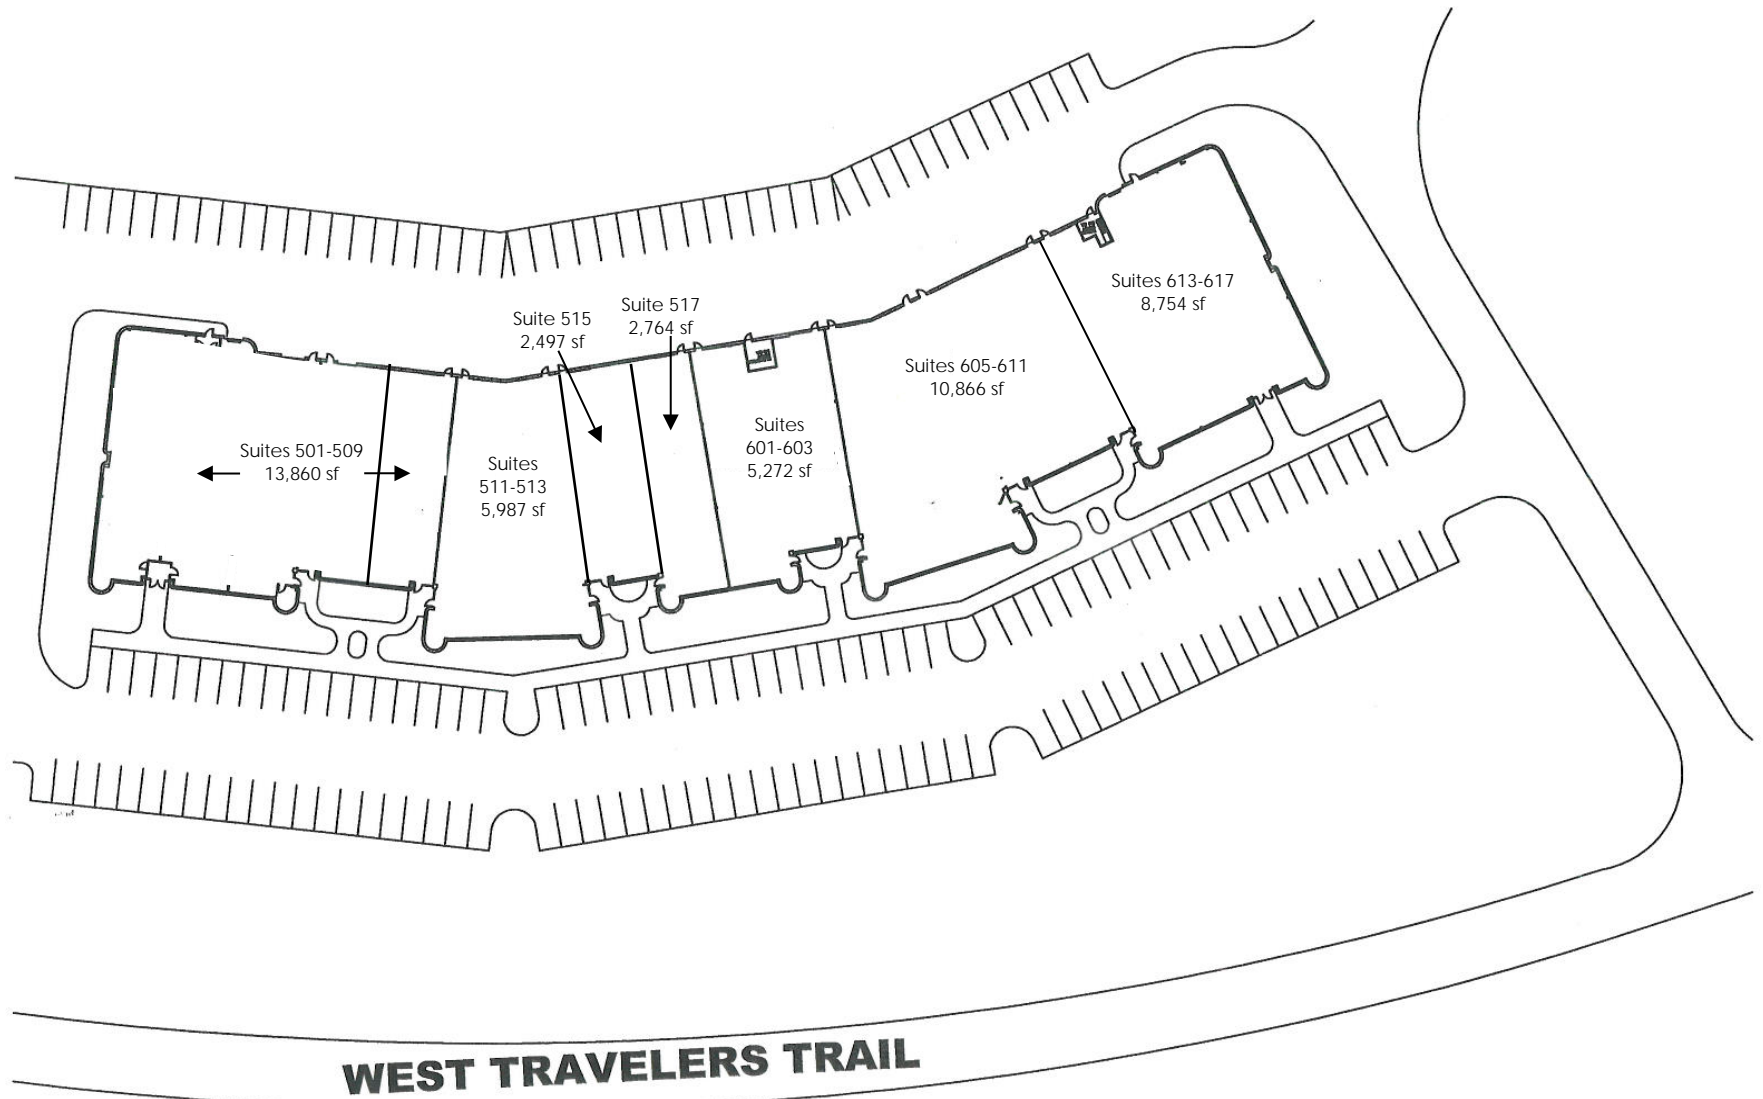 Suites 501-509
13,860 sf
Suites
511-513
5,987 sf
Suite 515
2,497 sf
Suite 517
2,764 sf
Suites
601-603
5,272 sf
Suites 605-611
10,866 sf
Suites 613-617
8,754 sf
WEST TRAVELERS TRAIL